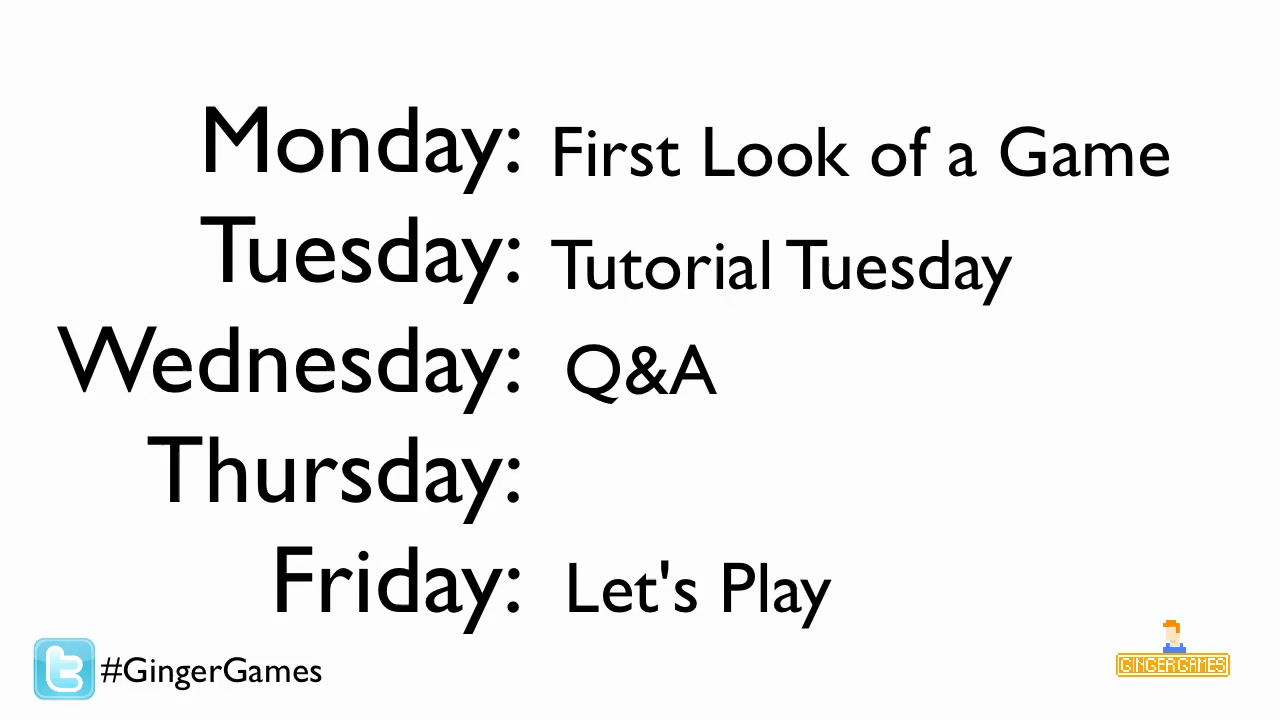 Monday: First Look of a Game
Tuesday: Tutorial Tuesday
Wednesday: Q&A
Thursday:
Friday: Let's Play
#GingerGames
GINGERGAMES